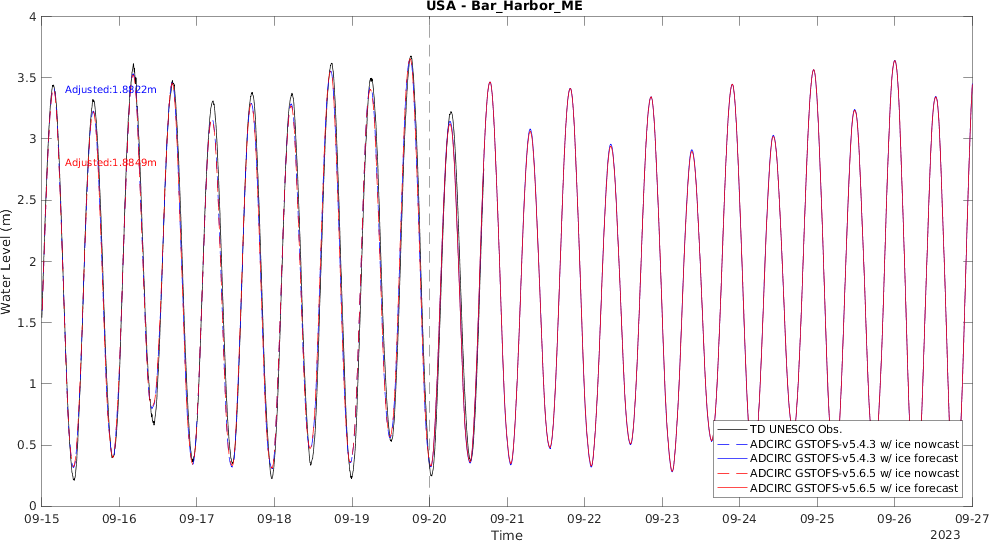 USA - Bar_Harbor_ME
4
3.5
3
2.5
2
1.5
1
0.5
0
Water Level (m)
Adjusted:1.8822m
Adjusted:1.8849m
TD UNESCO Obs.
ADCIRC GSTOFS-v5.4.3 w/ ice nowcast
ADCIRC GSTOFS-v5.4.3 w/ ice forecast
ADCIRC GSTOFS-v5.6.5 w/ ice nowcast
ADCIRC GSTOFS-v5.6.5 w/ ice forecast
09-15 09-16 09-17 09-18 09-19 09-20 09-21 09-22 09-23 09-24 09-25 09-26 09-27
Time
2023